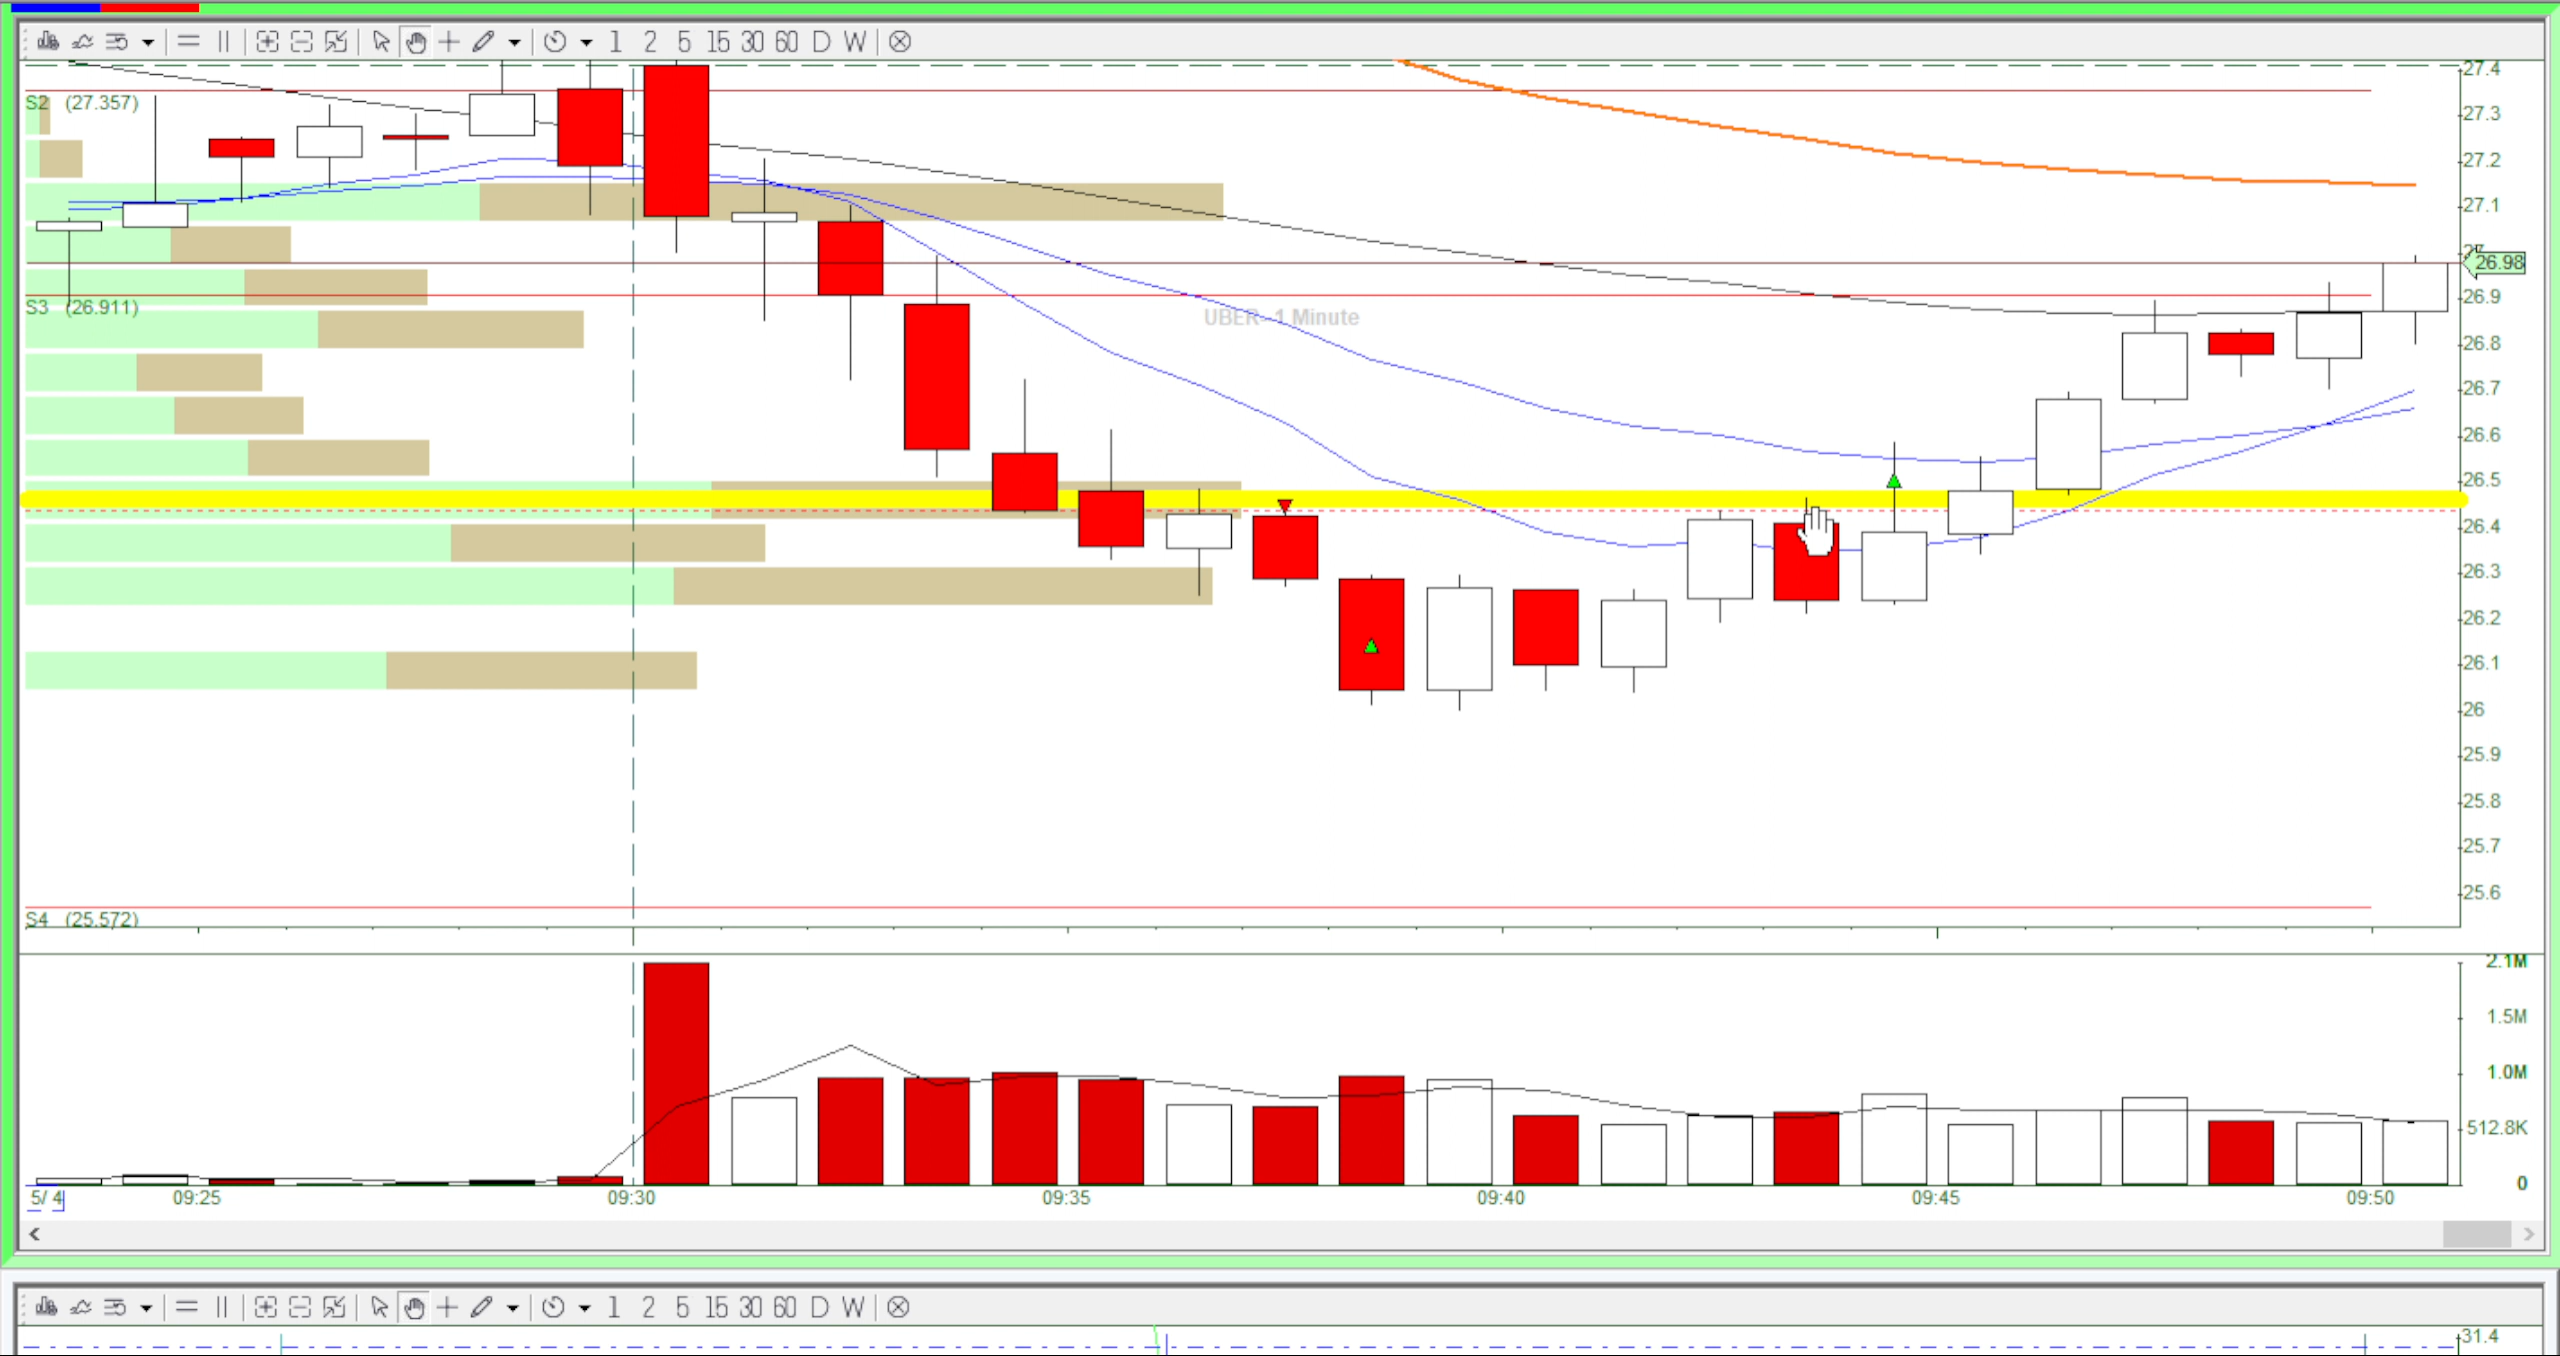 1 2 5 15 30 60 D W
S2 (27.357)
S3 (26.911)
S4 (25.572)
UBER - 1 Minute
27.4
27.3
27.2
27.1
27
26.98
26.9
26.8
26.7
26.6
26.5
26.4
26.3
26.2
26.1
26
25.9
25.8
25.7
25.6
2.1M
1.5M
1.0M
512.8K
0
5/ 4 09:25 09:30 09:35 09:40 09:45 09:50
1 2 5 15 30 60 D W
31.4